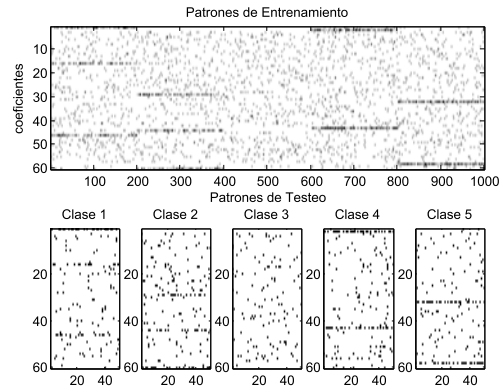 Patrones de Entrenamiento
coeficientes
10
20
30
40
50
60
100 200 300 400 500 600 700 800 900 1000
Patrones de Testeo
Clase 1 Clase 2 Clase 3 Clase 4 Clase 5
20 20 20 20 20
40 40 40 40 40
60 60 60 60 60
20 40 20 40 20 40 20 40 20 40